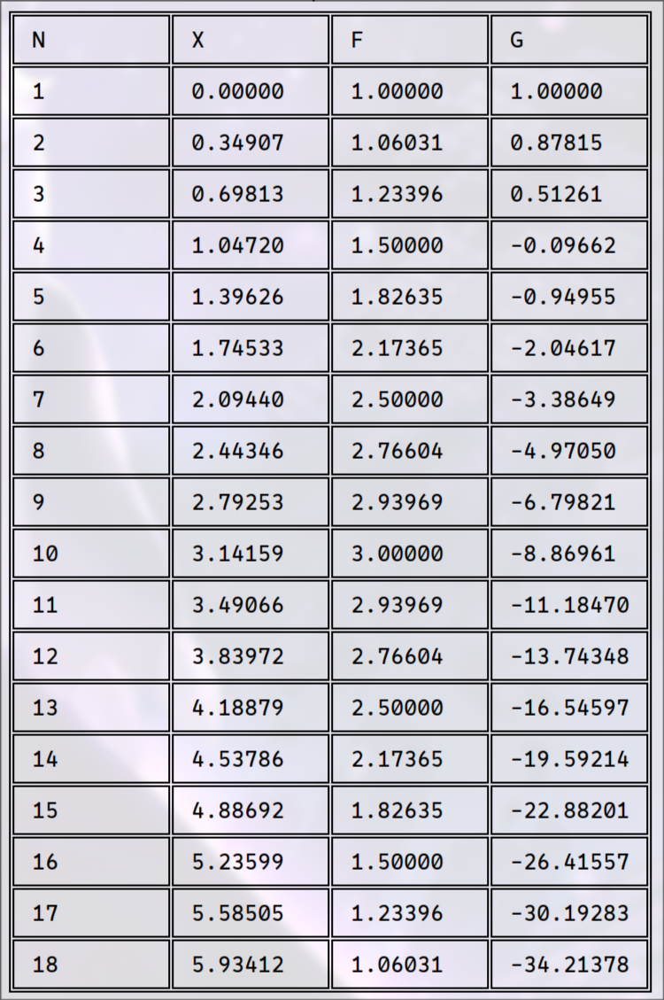 N X F G
1 0.00000 1.00000 1.00000
2 0.34907 1.06031 0.87815
3 0.69813 1.23396 0.51261
4 1.04720 1.50000 -0.09662
5 1.39626 1.82635 -0.94955
6 1.74533 2.17365 -2.04617
7 2.09440 2.50000 -3.38649
8 2.44346 2.76604 -4.97050
9 2.79253 2.93969 -6.79821
10 3.14159 3.00000 -8.86961
11 3.49066 2.93969 -11.18470
12 3.83972 2.76604 -13.74348
13 4.18879 2.50000 -16.54597
14 4.53786 2.17365 -19.59214
15 4.88692 1.82635 -22.88201
16 5.23599 1.50000 -26.41557
17 5.58505 1.23396 -30.19283
18 5.93412 1.06031 -34.21378